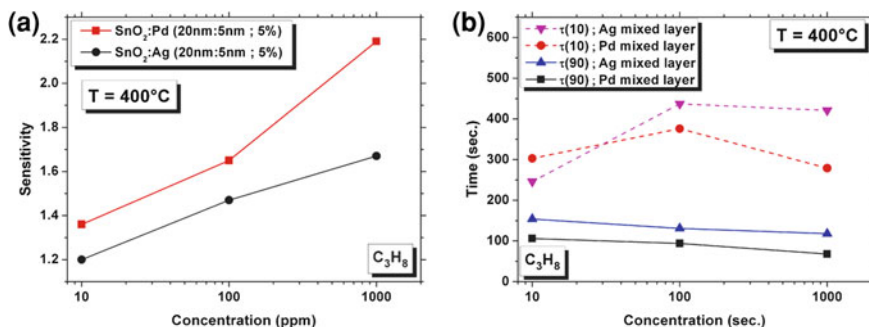 (a)
SnO2:Pd (20nm:5nm ; 5%)
SnO2:Ag (20nm:5nm ; 5%)
T = 400°C
C3H8
Sensitivity
2.2
2.0
1.8
1.6
1.4
1.2
10
100
1000
Concentration (ppm)
(b)
τ(10) ; Ag mixed layer
τ(10) ; Pd mixed layer
τ(90) ; Ag mixed layer
τ(90) ; Pd mixed layer
T = 400°C
C3H8
Time (sec.)
600
500
400
300
200
100
0
10
100
1000
Concentration (sec.)